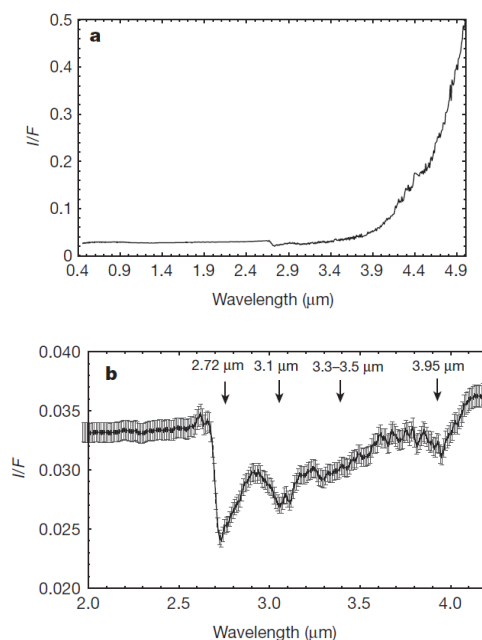 a
0.5
0.4
0.3
0.2
0.1
0
I/F
0.4 0.9 1.4 1.9 2.4 2.9 3.4 3.9 4.4 4.9
Wavelength (µm)
b
2.72 µm 3.1 µm 3.3–3.5 µm 3.95 µm
0.040
0.035
0.030
0.025
0.020
I/F
2.0 2.5 3.0 3.5 4.0
Wavelength (µm)